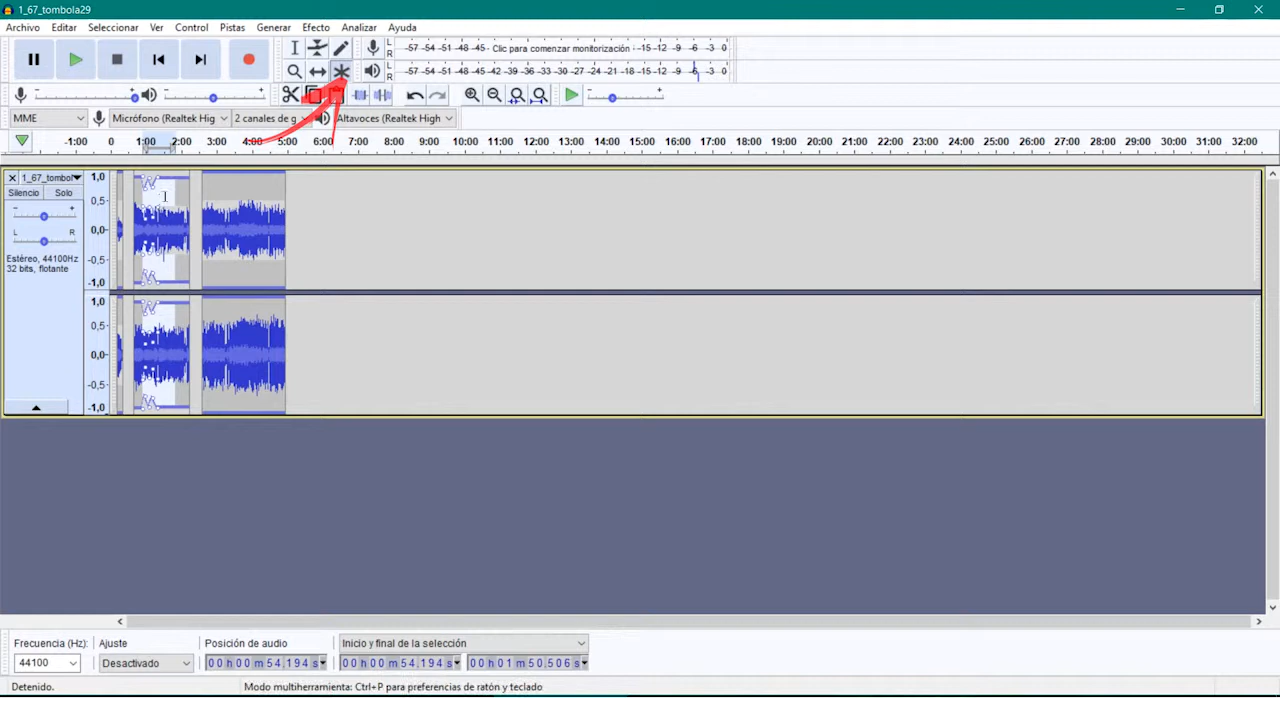 1_67_tombola29
Archivo Editar Seleccionar Ver Control Pistas Generar Efecto Analizar Ayuda
L R -57 -54 -51 -48 -45 - Clic para comenzar monitorización -15 -12 -9 -6 -3 0
L R -57 -54 -51 -48 -45 -42 -39 -36 -33 -30 -27 -24 -21 -18 -15 -12 -9 -6 -3 0
MME Micrófono (Realtek Hig 2 canales de g Altavoces (Realtek High
-1:00 0 1:00 2:00 3:00 4:00 5:00 6:00 7:00 8:00 9:00 10:00 11:00 12:00 13:00 14:00 15:00 16:00 17:00 18:00 19:00 20:00 21:00 22:00 23:00 24:00 25:00 26:00 27:00 28:00 29:00 30:00 31:00 32:00
1_67_tombol 1,0
Silencio Solo 0,5
- +
L R 0,0
Estéreo, 44100Hz -0,5
32 bits, flotante
-1,0
1,0
0,5
0,0
-0,5
-1,0
Frecuencia (Hz): Ajuste Posición de audio Inicio y final de la selección
44100 Desactivado 00 h 00 m 54,194 s 00 h 00 m 54,194 s 00 h 01 m 50,506 s
Detenido. Modo multiherramienta: Ctrl+P para preferencias de ratón y teclado